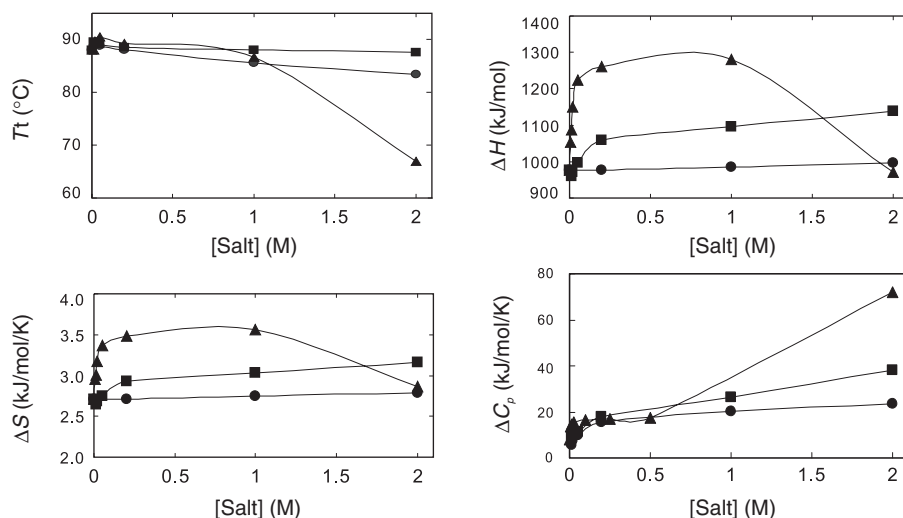 Tt (°C)
90
80
70
60
0 0.5 1 1.5 2
[Salt] (M)
ΔH (kJ/mol)
1400
1300
1200
1100
1000
900
0 0.5 1 1.5 2
[Salt] (M)
ΔS (kJ/mol/K)
4.0
3.5
3.0
2.5
2.0
0 0.5 1 1.5 2
[Salt] (M)
ΔCp (kJ/mol/K)
80
60
40
20
0
0 0.5 1 1.5 2
[Salt] (M)